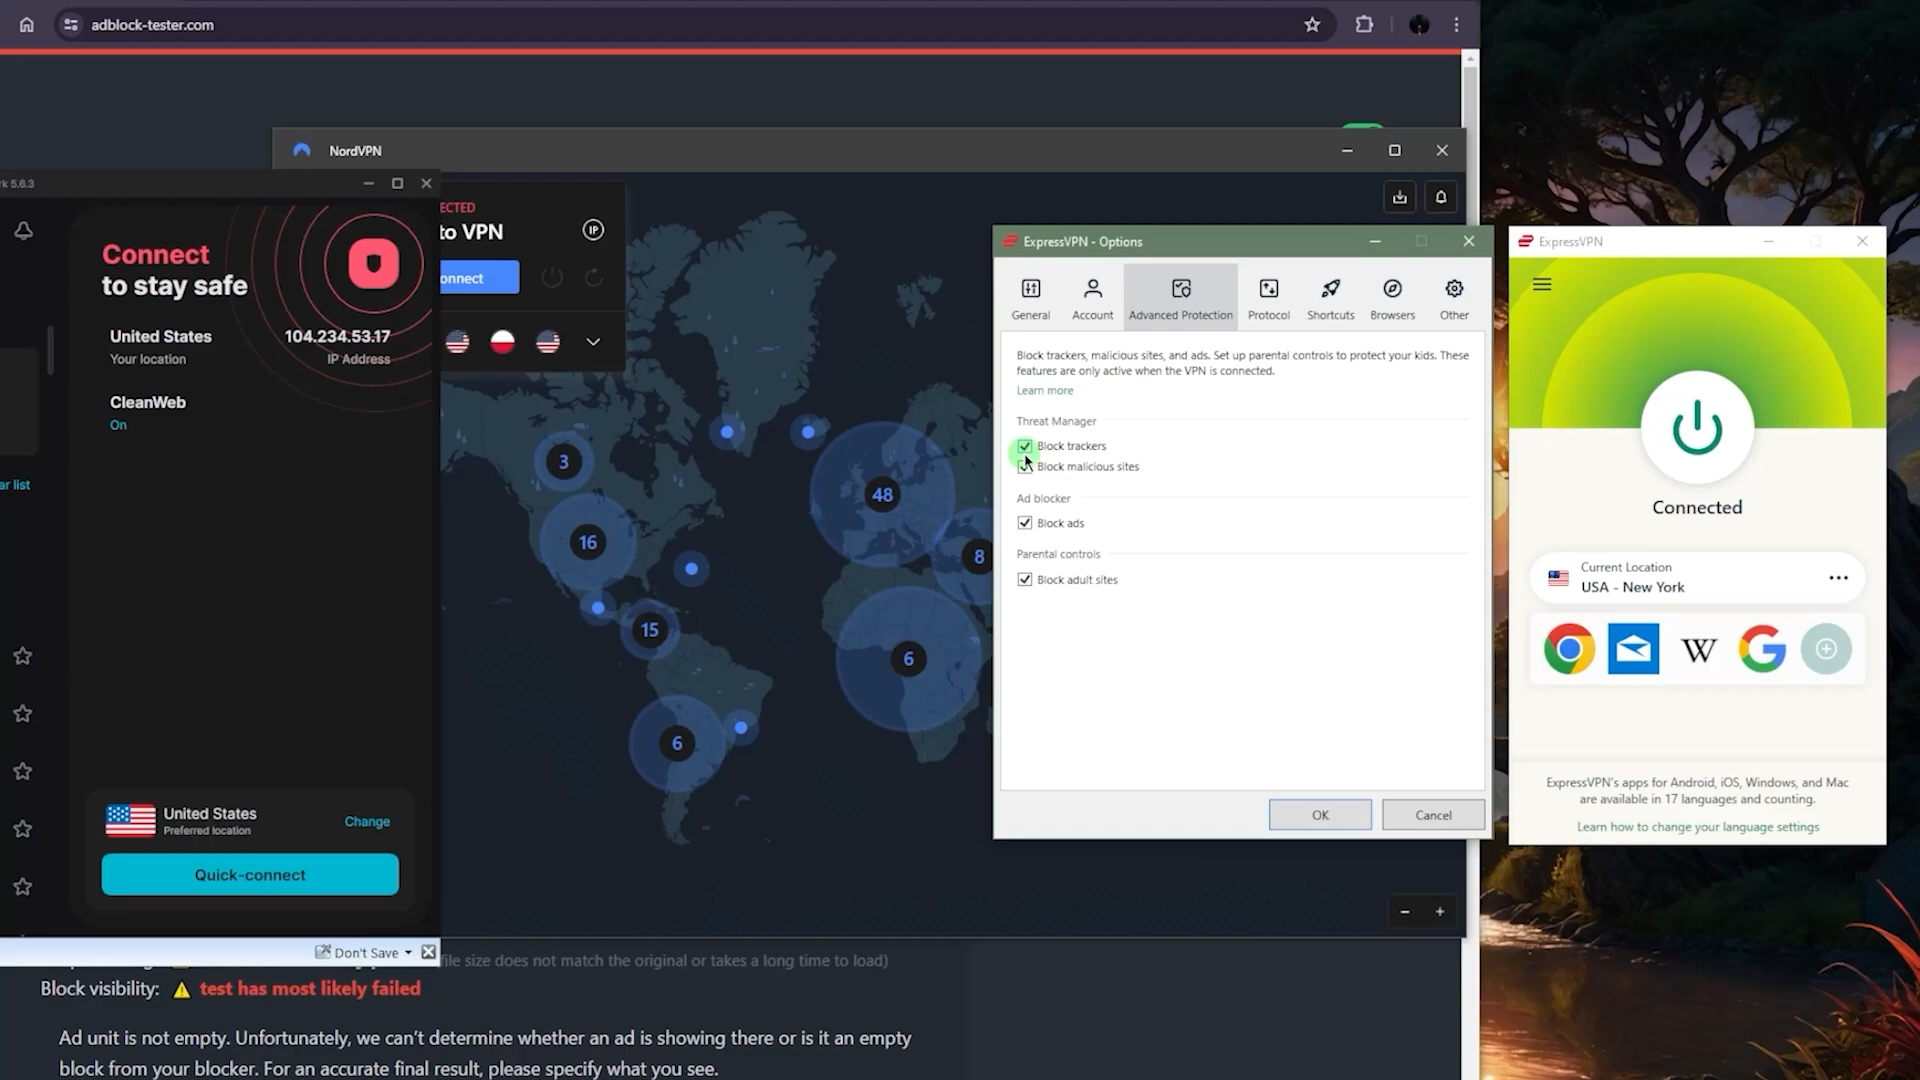 adblock-tester.com
NordVPN
rk 5.6.3
Connect
to stay safe
United States
Your location
104.234.53.17
IP Address
CleanWeb
On
ar list
United States
Preferred location
Change
Quick-connect
Don't Save
ECTED
to VPN
IP
onnect
3
16
15
6
48
8
6
ExpressVPN - Options
General
Account
Advanced Protection
Protocol
Shortcuts
Browsers
Other
Block trackers, malicious sites, and ads. Set up parental controls to protect your kids. These
features are only active when the VPN is connected.
Learn more
Threat Manager
Block trackers
Block malicious sites
Ad blocker
Block ads
Parental controls
Block adult sites
OK
Cancel
ExpressVPN
Connected
Current Location
USA - New York
W
G
ExpressVPN's apps for Android, iOS, Windows, and Mac
are available in 17 languages and counting.
Learn how to change your language settings
file size does not match the original or takes a long time to load)
Block visibility: test has most likely failed
Ad unit is not empty. Unfortunately, we can't determine whether an ad is showing there or is it an empty
block from your blocker. For an accurate final result, please specify what you see.